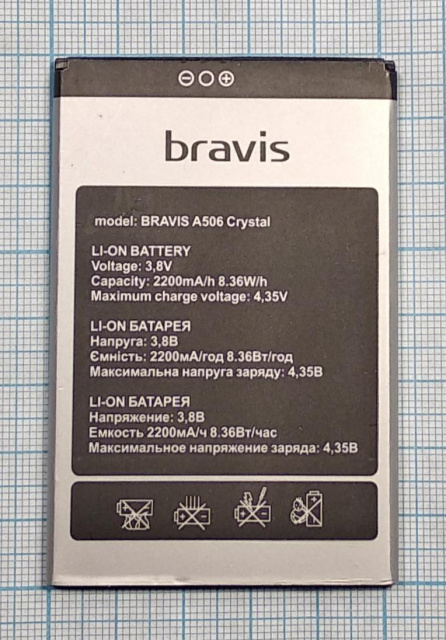 bravis
model: BRAVIS A506 Crystal
LI-ON BATTERY
Voltage: 3,8V
Capacity: 2200mA/h 8.36W/h
Maximum charge voltage: 4,35V
LI-ON БАТАРЕЯ
Напруга: 3,8В
Ємність: 2200мА/год 8.36Вт/год
Максимальна напруга заряду: 4,35В
LI-ON БАТАРЕЯ
Напряжение: 3,8В
Емкость 2200мА/ч 8.36Вт/час
Максимальное напряжение заряда: 4,35В